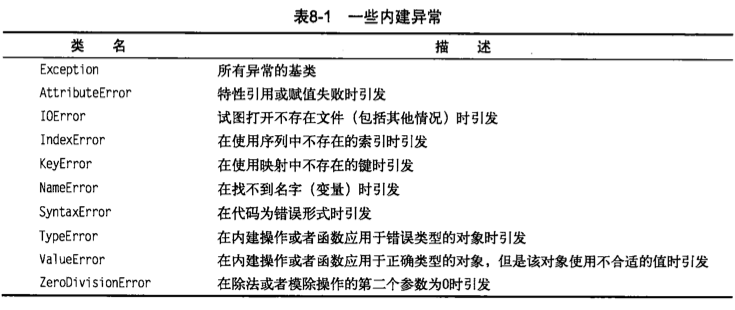 表8-1 一些内建异常
类 名 描 述
Exception 所有异常的基类
AttributeError 特性引用或赋值失败时引发
IOError 试图打开不存在文件（包括其他情况）时引发
IndexError 在使用序列中不存在的索引时引发
KeyError 在使用映射中不存在的键时引发
NameError 在找不到名字（变量）时引发
SyntaxError 在代码为错误形式时引发
TypeError 在内建操作或者函数应用于错误类型的对象时引发
ValueError 在内建操作或者函数应用于正确类型的对象，但是该对象使用不合适的值时引发
ZeroDivisionError 在除法或者模除操作的第二个参数为0时引发